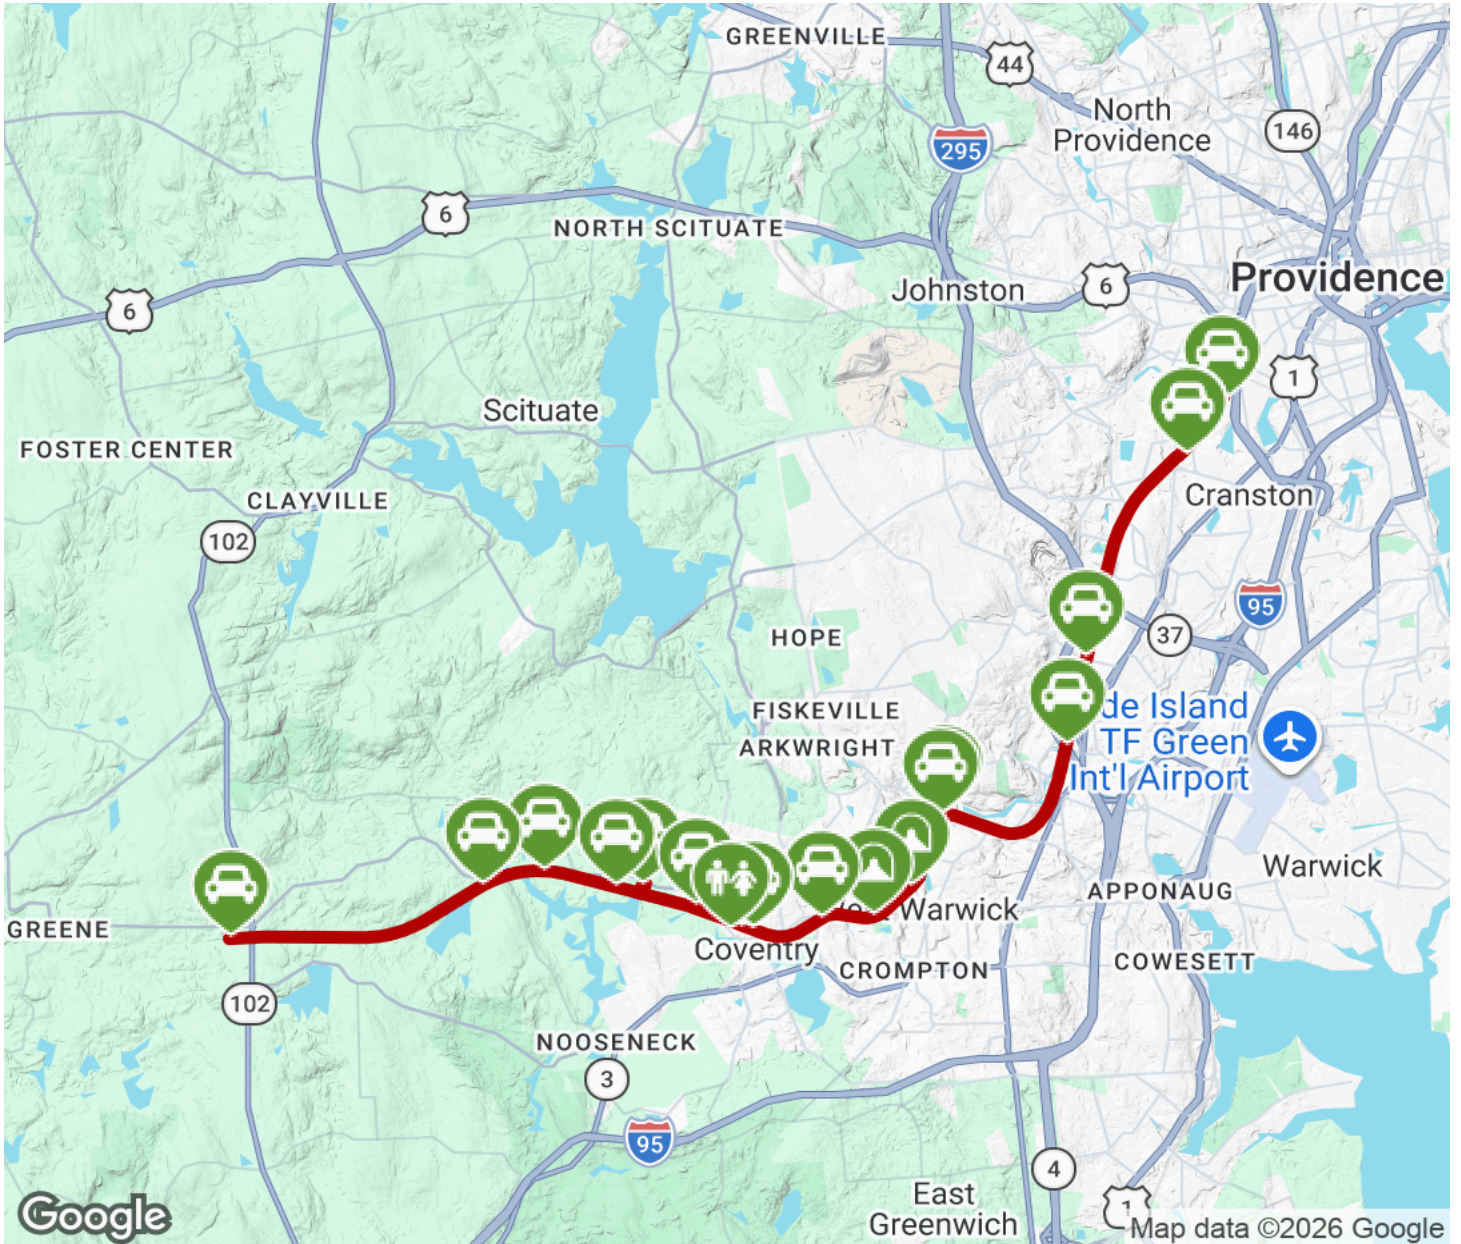 GREENVILLE
44
North
Providence
146
295
6
NORTH SCITUATE
Providence
6
Johnston
6
1
Scituate
FOSTER CENTER
CLAYVILLE
Cranston
102
95
37
HOPE
FISKEVILLE
ARKWRIGHT
de Island
TF Green
Int'l Airport
Warwick
APPONAUG
Warwick
GREENE
Coventry
CROMPTON
COWESETT
102
NOOSENECK
3
95
4
East
Greenwich
1
Google
Map data ©2026 Google